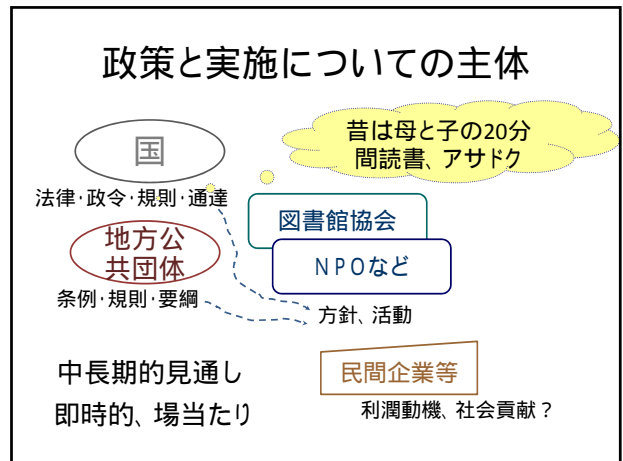 政策と実施についての主体
国
昔は母と子の20分
間読書、アサドク
法律･政令･規則･通達
図書館協会
地方公
共団体
NPOなど
条例･規則･要綱
方針、活動
中長期的見通し
民間企業等
即時的、場当たり
利潤動機、社会貢献？